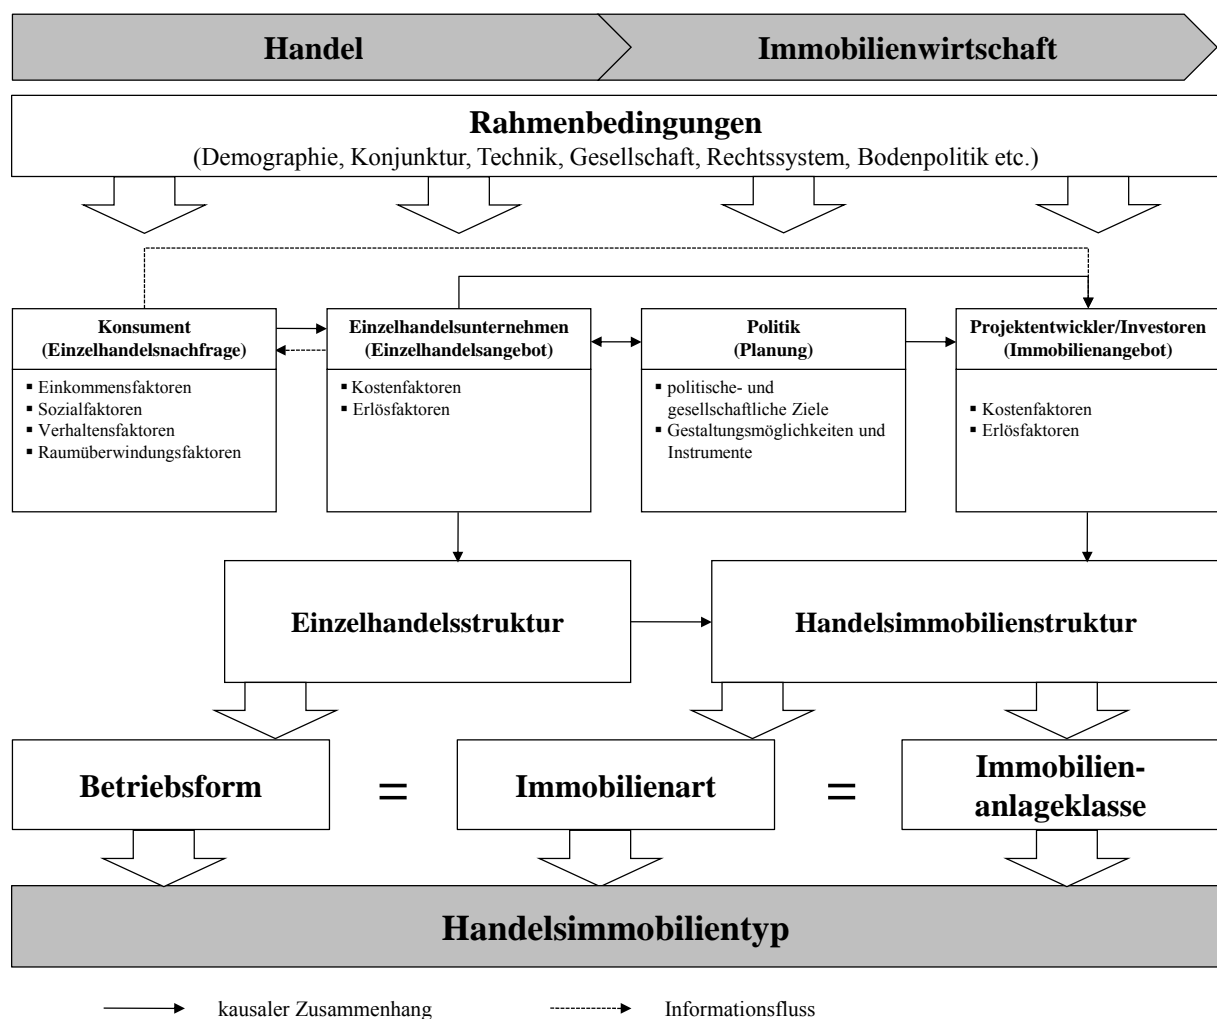 Handel
Immobilienwirtschaft
Rahmenbedingungen
(Demographie, Konjunktur, Technik, Gesellschaft, Rechtssystem, Bodenpolitik etc.)
Konsument
(Einzelhandelsnachfrage)
▪ Einkommensfaktoren
▪ Sozialfaktoren
▪ Verhaltensfaktoren
▪ Raumüberwindungsfaktoren
Einzelhandelsunternehmen
(Einzelhandelsangebot)
▪ Kostenfaktoren
▪ Erlösfaktoren
Politik
(Planung)
▪ politische- und
gesellschaftliche Ziele
▪ Gestaltungsmöglichkeiten und
Instrumente
Projektentwickler/Investoren
(Immobilienangebot)
▪ Kostenfaktoren
▪ Erlösfaktoren
Einzelhandelsstruktur
Handelsimmobilienstruktur
Betriebsform
=
Immobilienart
=
Immobilien-
anlageklasse
Handelsimmobilientyp
kausaler Zusammenhang
Informationsfluss